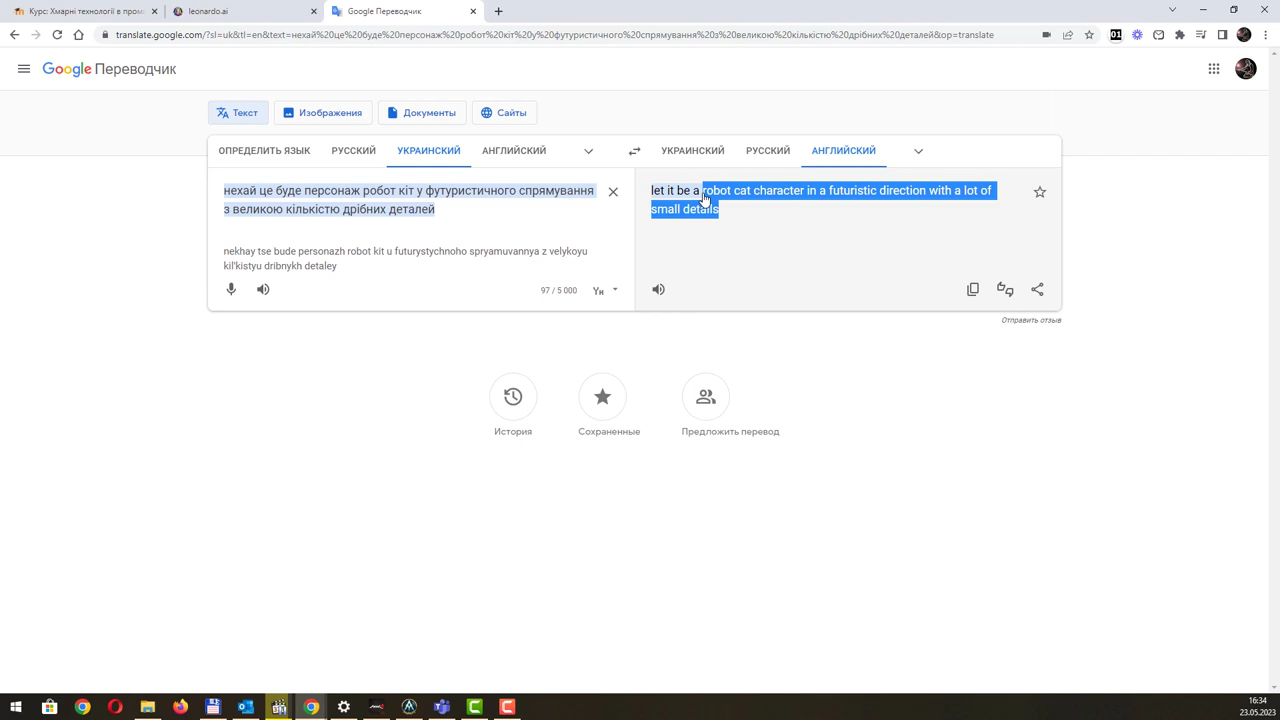 Курс: Хмарні технології в пром
leonardo.ai
Google Переводчик
translate.google.com/?sl=uk&tl=en&text=нехай%20це%20буде%20персонаж%20робот%20кіт%20у%20футуристичного%20спрямування%20з%20великою%20кількістю%20дрібних%20деталей&op=translate
Google Переводчик
Текст
Изображения
Документы
Сайты
ОПРЕДЕЛИТЬ ЯЗЫК
РУССКИЙ
УКРАИНСКИЙ
АНГЛИЙСКИЙ
УКРАИНСКИЙ
РУССКИЙ
АНГЛИЙСКИЙ
нехай це буде персонаж робот кіт у футуристичного спрямування
з великою кількістю дрібних деталей
nekhay tse bude personazh robot kit u futurystychnoho spryamuvannya z velykoyu
kilʹkistyu dribnykh detaley
97 / 5 000
let it be a robot cat character in a futuristic direction with a lot of
small details
Отправить отзыв
История
Сохраненные
Предложить перевод
16:34
23.05.2023